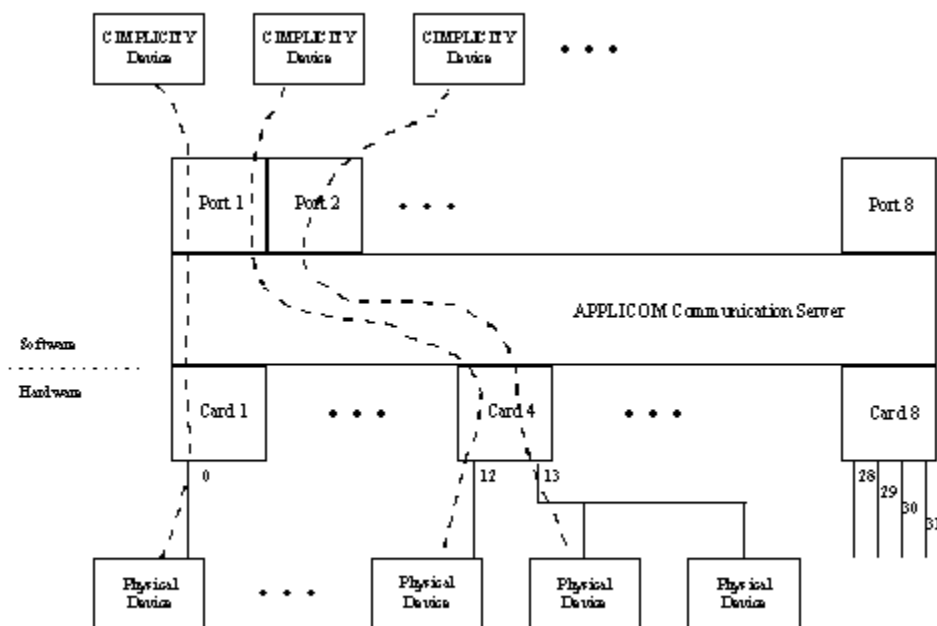 CIMPLICITY
Device
CIMPLICITY
Device
CIMPLICITY
Device
Port 1
Port 2
Port 8
APPLICOM Communication Server
Software
Hardware
Card 1
Card 4
Card 8
0
12
13
28
29
30
31
Physical
Device
Physical
Device
Physical
Device
Physical
Device